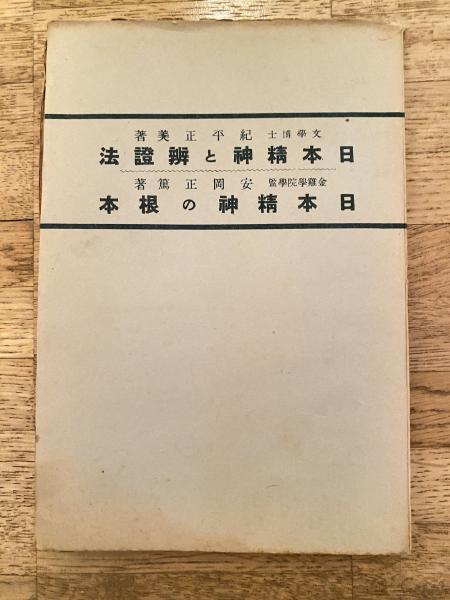 文學博士 紀平正美著
日本精神と辨證法
金雞學院學監 安岡正篤著
日本精神の根本